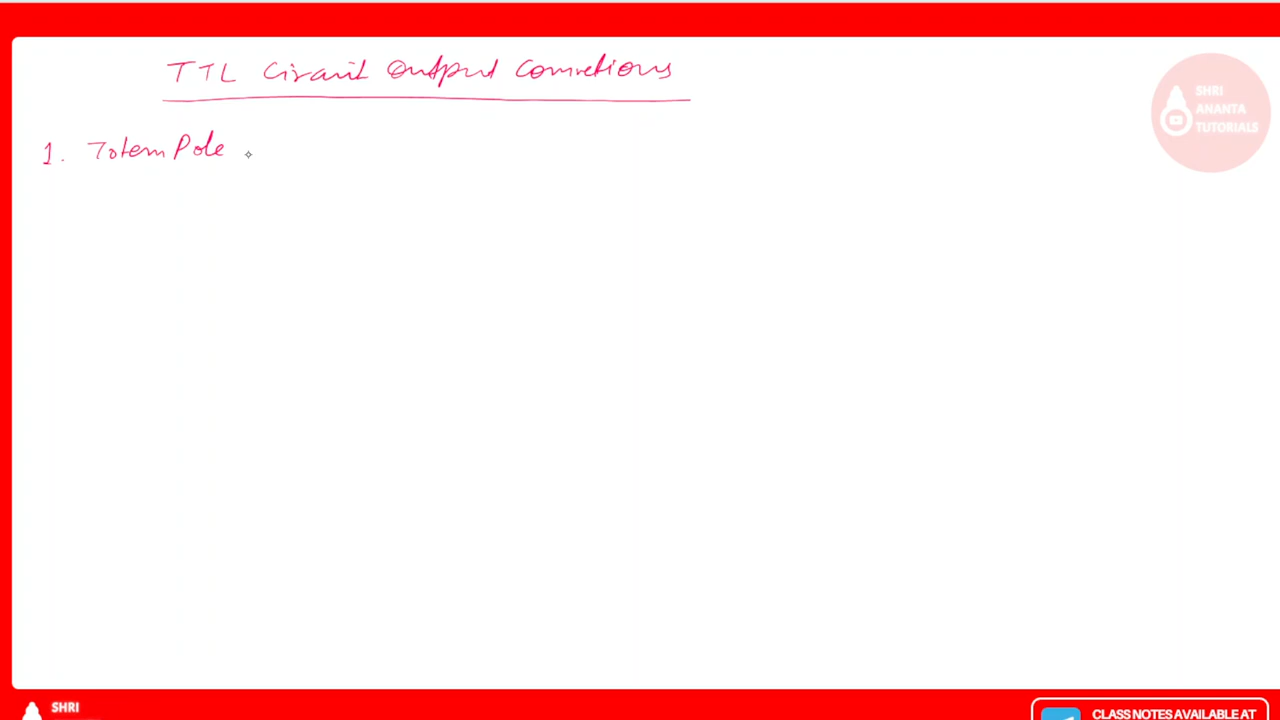 TTL Circuit Output Connections
1. Totem Pole
SHRI
ANANTA
TUTORIALS
SHRI
CLASS NOTES AVAILABLE AT